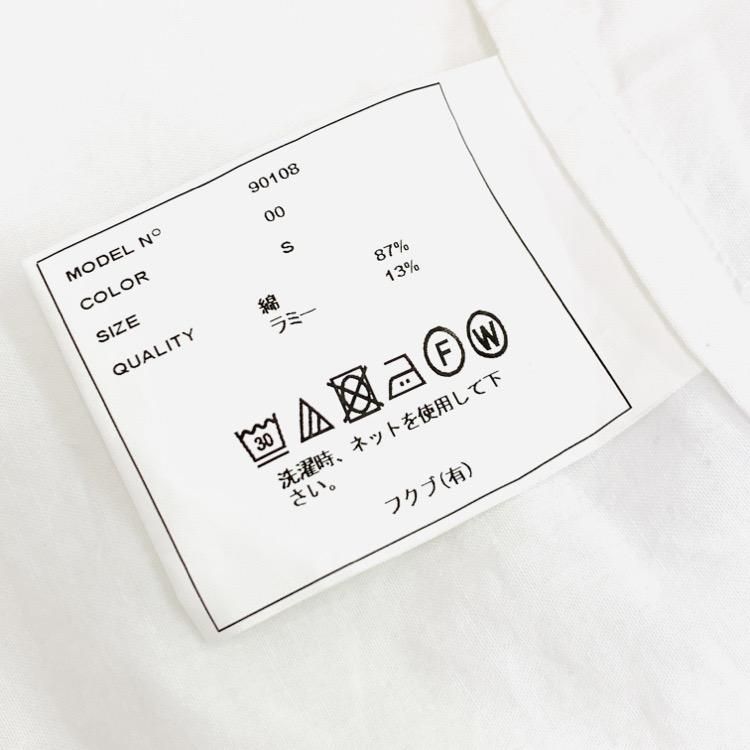 MODEL Nº 90108
COLOR 00
SIZE S
QUALITY 綿 87%
ラミー 13%
30 F W
洗濯時、ネットを使用して下
さい。
フクブ(有)